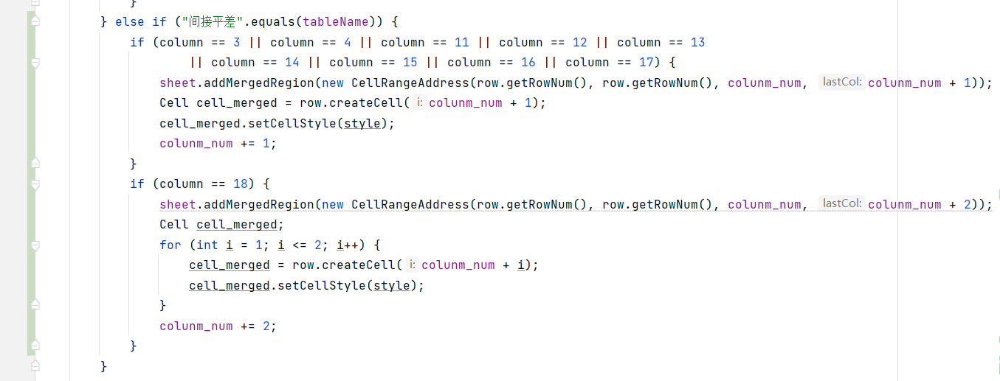 }
} else if ("间接平差".equals(tableName)) {
if (column == 3 || column == 4 || column == 11 || column == 12 || column == 13
|| column == 14 || column == 15 || column == 16 || column == 17) {
sheet.addMergedRegion(new CellRangeAddress(row.getRowNum(), row.getRowNum(), colunm_num, lastCol: colunm_num + 1));
Cell cell_merged = row.createCell( i: colunm_num + 1);
cell_merged.setCellStyle(style);
colunm_num += 1;
}
if (column == 18) {
sheet.addMergedRegion(new CellRangeAddress(row.getRowNum(), row.getRowNum(), colunm_num, lastCol: colunm_num + 2));
Cell cell_merged;
for (int i = 1; i <= 2; i++) {
cell_merged = row.createCell( i: colunm_num + i);
cell_merged.setCellStyle(style);
}
colunm_num += 2;
}
}